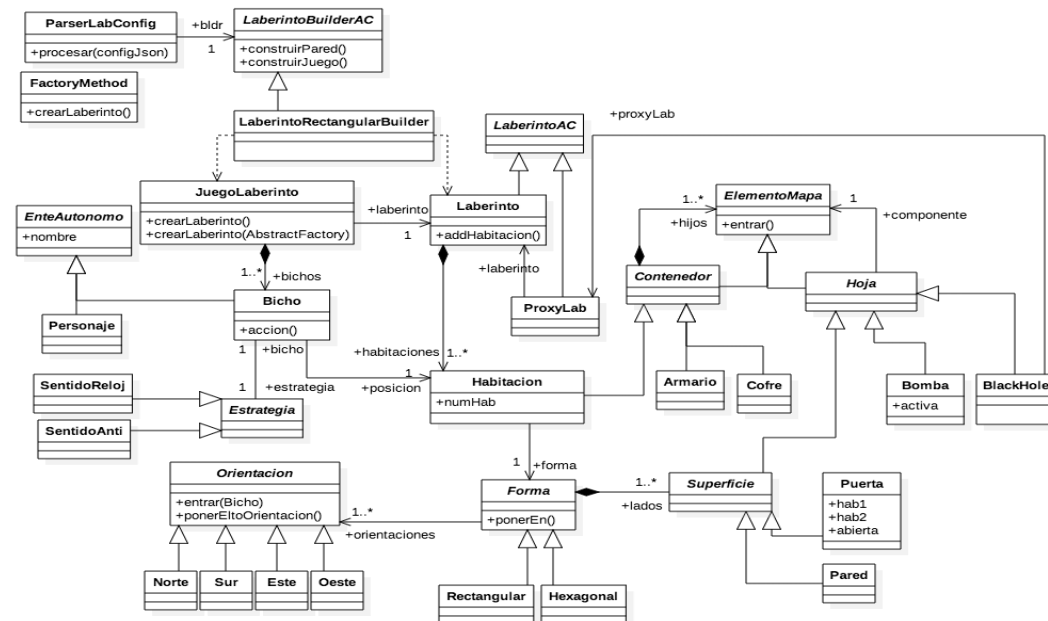 ParserLabConfig
+procesar(configJson)
+bldr
1
LaberintoBuilderAC
+construirPared()
+construirJuego()
FactoryMethod
+crearLaberinto()
LaberintoRectangularBuilder
LaberintoAC
+proxyLab
JuegoLaberinto
+crearLaberinto()
+crearLaberinto(AbstractFactory)
+laberinto
1
Laberinto
+addHabitacion()
+laberinto
ElementoMapa
+entrar()
1..*
+hijos
1
+componente
EnteAutonomo
+nombre
1..*
+bichos
Bicho
+accion()
Contenedor
Hoja
ProxyLab
Personaje
1
+bicho
+habitaciones
1..*
1
+posicion
Habitacion
+numHab
Armario
Cofre
Bomba
+activa
BlackHole
SentidoReloj
1
+estrategia
Estrategia
SentidoAnti
Orientacion
+entrar(Bicho)
+ponerEltoOrientacion()
1..*
+orientaciones
1
+forma
Forma
+ponerEn()
1..*
+lados
Superficie
Puerta
+hab1
+hab2
+abierta
Norte
Sur
Este
Oeste
Rectangular
Hexagonal
Pared